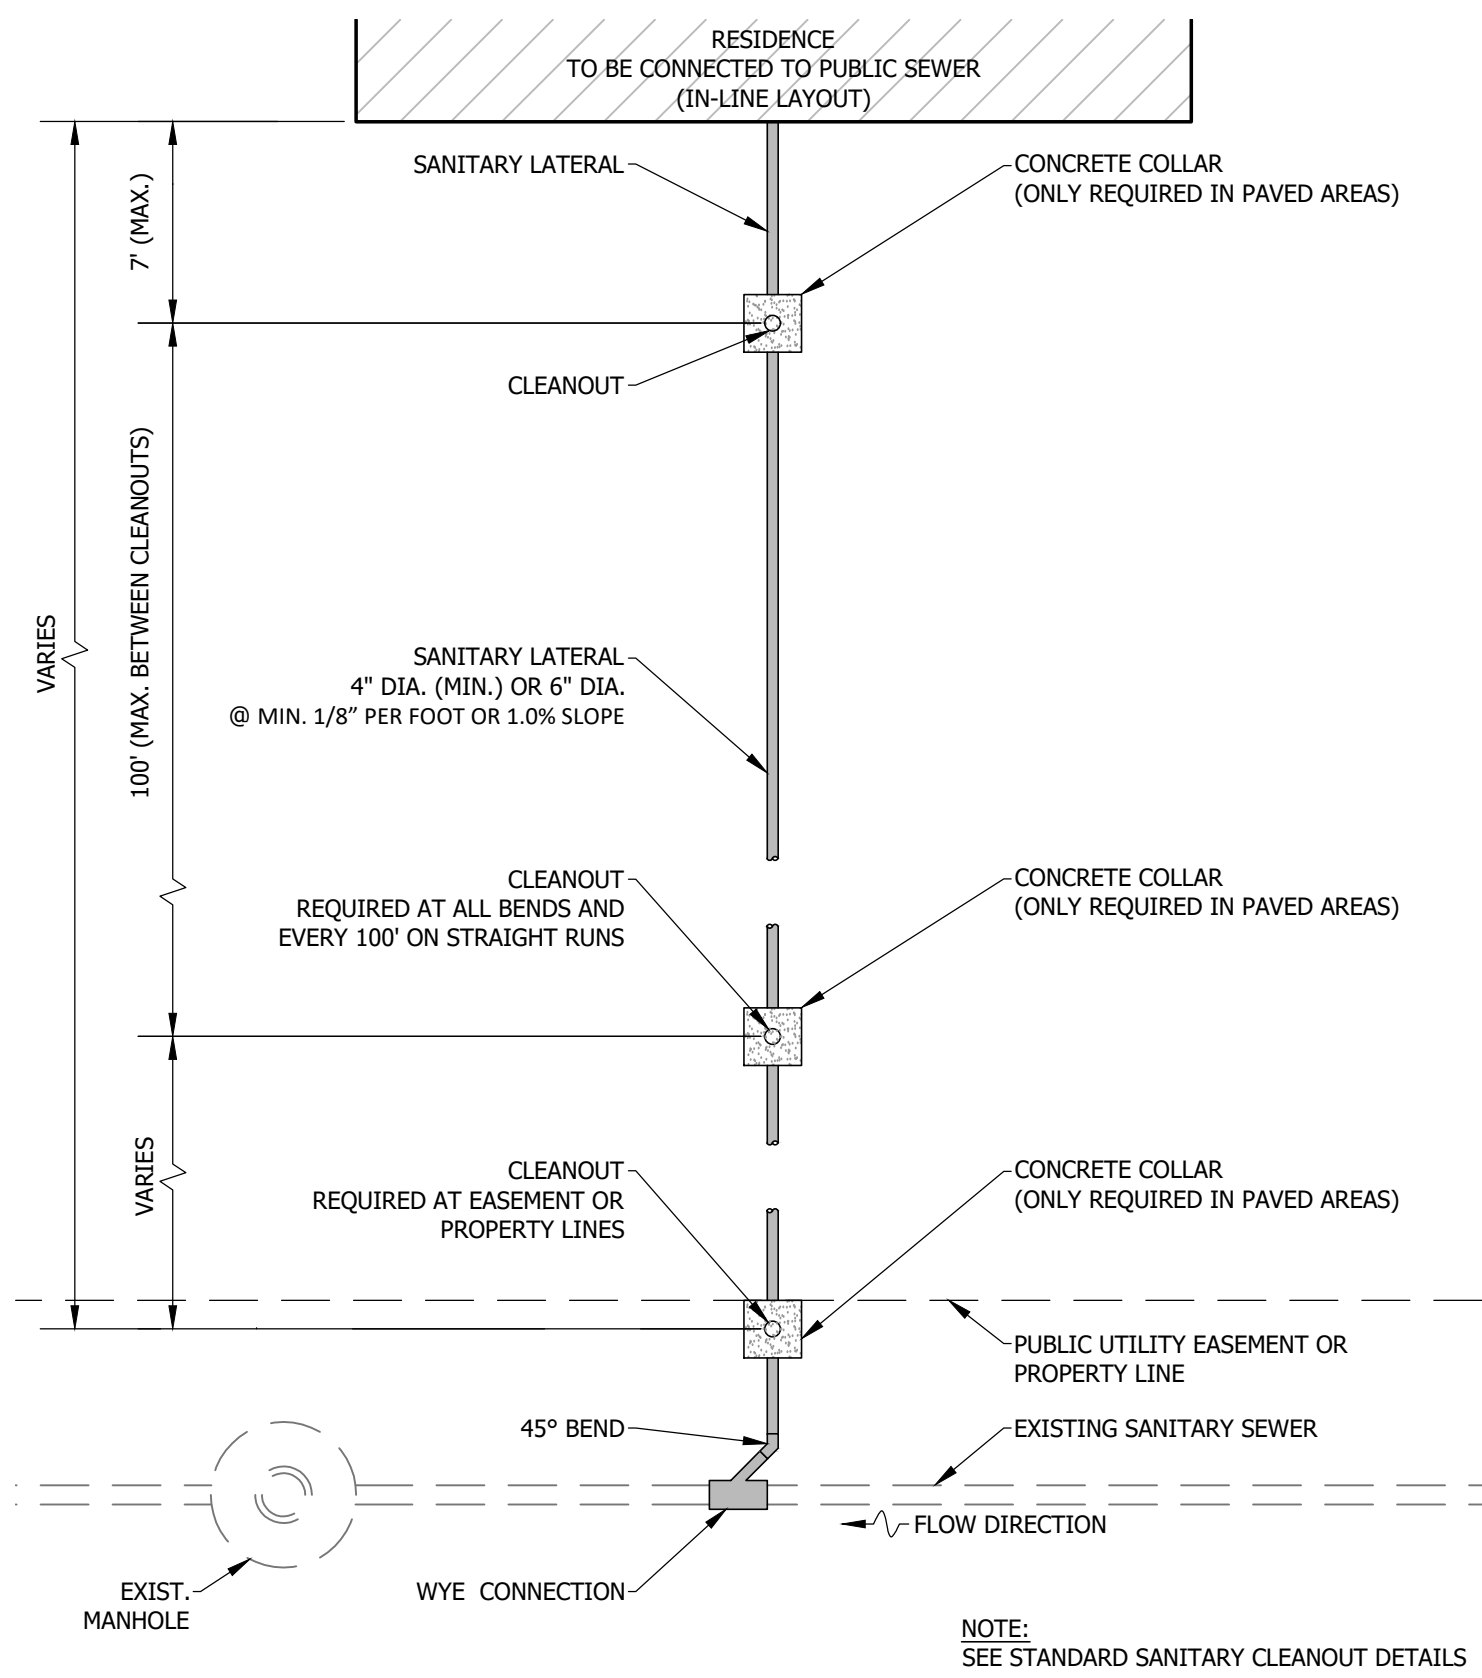 RESIDENCE
TO BE CONNECTED TO PUBLIC SEWER
(IN-LINE LAYOUT)
SANITARY LATERAL
CONCRETE COLLAR
(ONLY REQUIRED IN PAVED AREAS)
7' (MAX.)
CLEANOUT
100' (MAX. BETWEEN CLEANOUTS)
VARIES
SANITARY LATERAL
4" DIA. (MIN.) OR 6" DIA.
@ MIN. 1/8” PER FOOT OR 1.0% SLOPE
CLEANOUT
REQUIRED AT ALL BENDS AND
EVERY 100' ON STRAIGHT RUNS
CONCRETE COLLAR
(ONLY REQUIRED IN PAVED AREAS)
VARIES
CLEANOUT
REQUIRED AT EASEMENT OR
PROPERTY LINES
CONCRETE COLLAR
(ONLY REQUIRED IN PAVED AREAS)
PUBLIC UTILITY EASEMENT OR
PROPERTY LINE
45° BEND
EXISTING SANITARY SEWER
FLOW DIRECTION
EXIST.
MANHOLE
WYE CONNECTION
NOTE:
SEE STANDARD SANITARY CLEANOUT DETAILS